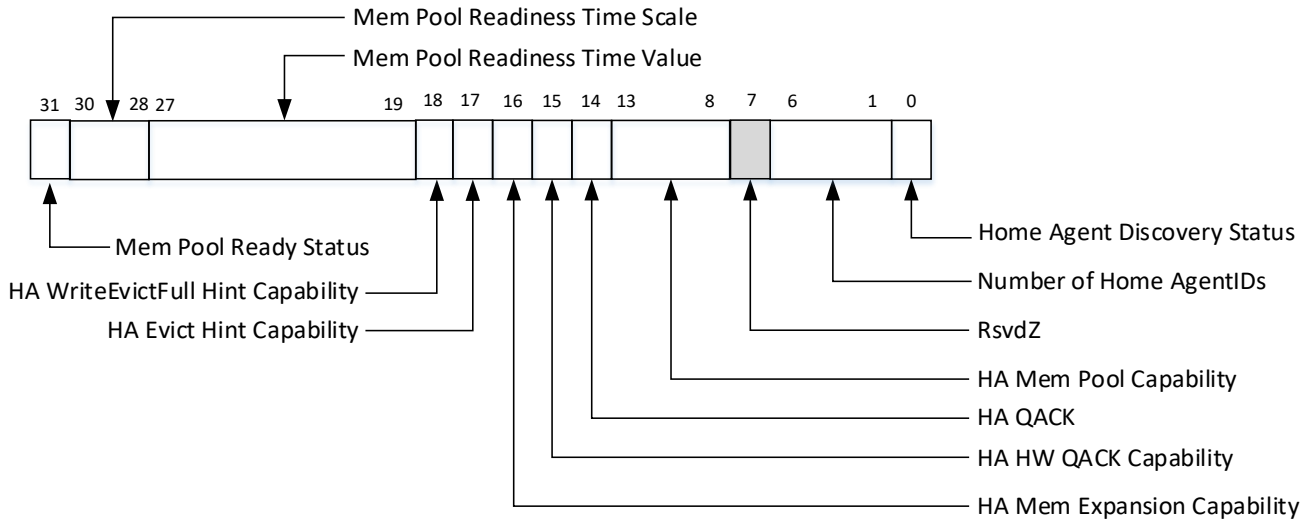 Mem Pool Readiness Time Scale
Mem Pool Readiness Time Value
31 30 28 27 19 18 17 16 15 14 13 8 7 6 1 0
Mem Pool Ready Status
HA WriteEvictFull Hint Capability
HA Evict Hint Capability
Home Agent Discovery Status
Number of Home AgentIDs
RsvdZ
HA Mem Pool Capability
HA QACK
HA HW QACK Capability
HA Mem Expansion Capability